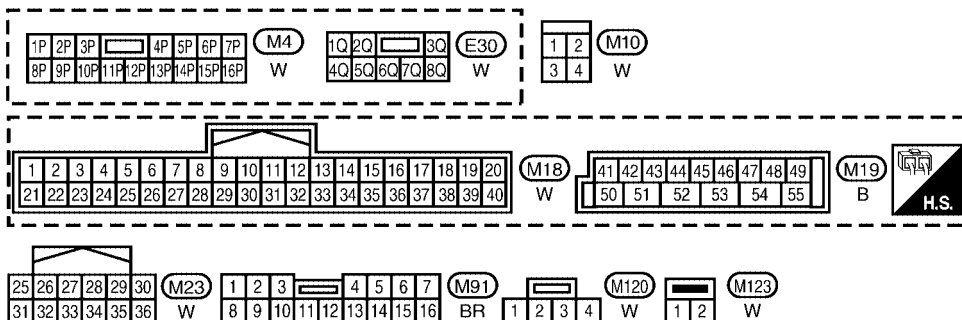 1P 2P 3P 4P 5P 6P 7P M4 1Q 2Q 3Q E30 1 2 M10
8P 9P 10P 11P 12P 13P 14P 15P 16P W 4Q 5Q 6Q 7Q 8Q W 3 4 W
1 2 3 4 5 6 7 8 9 10 11 12 13 14 15 16 17 18 19 20 M18 41 42 43 44 45 46 47 48 49 M19
21 22 23 24 25 26 27 28 29 30 31 32 33 34 35 36 37 38 39 40 W 50 51 52 53 54 55 B H.S.
25 26 27 28 29 30 M23 1 2 3 4 5 6 7 M91 M120 M123
31 32 33 34 35 36 W 8 9 10 11 12 13 14 15 16 BR 1 2 3 4 W 1 2 W